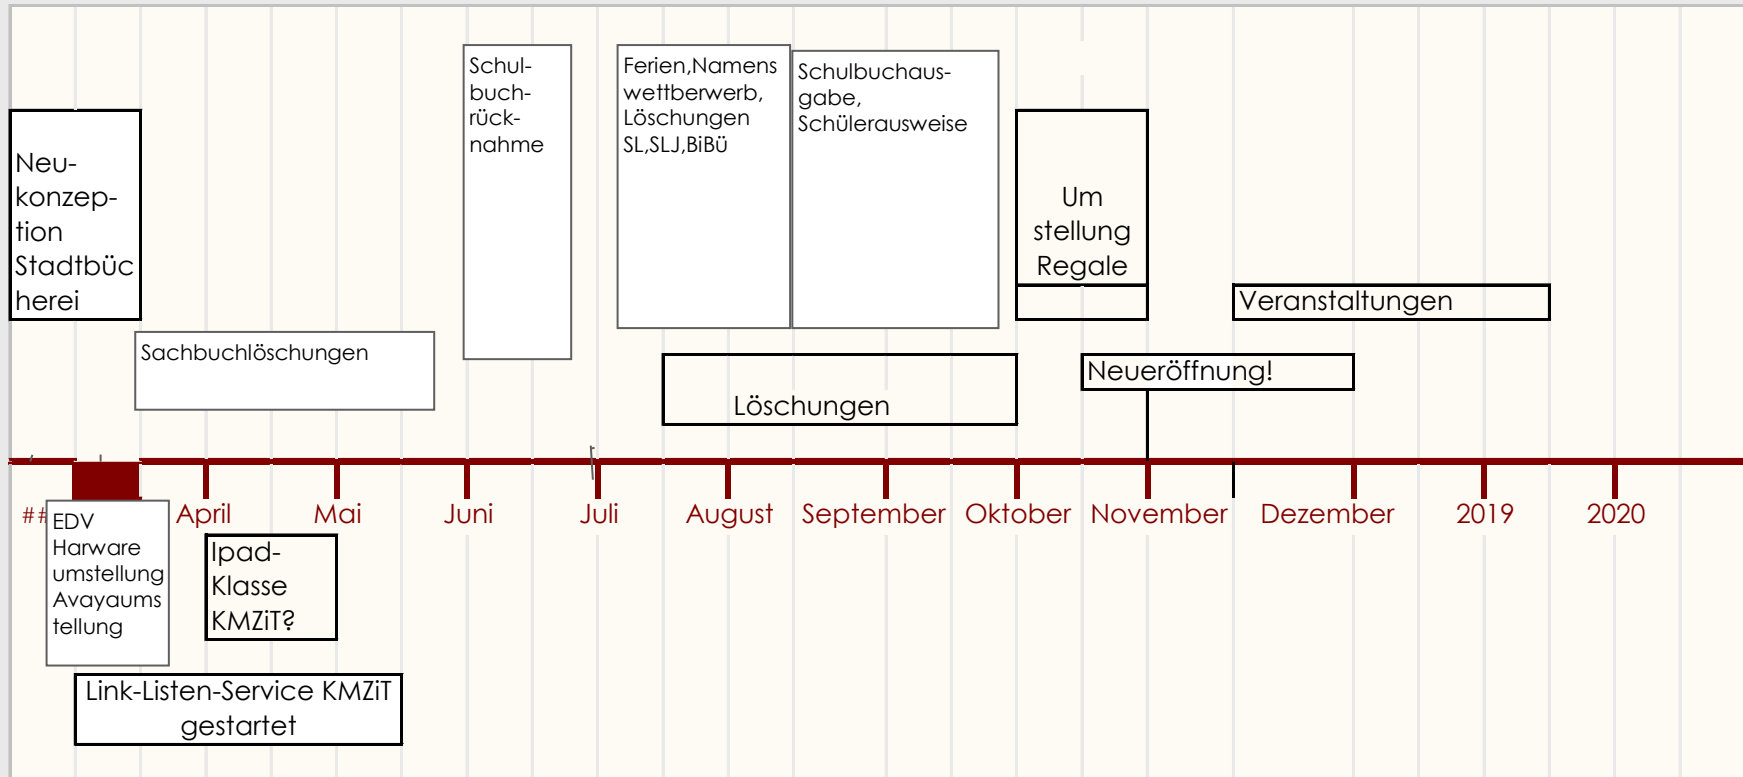 Schul-
buch-
rück-
nahme
Ferien,Namens
wettberwerb,
Löschungen
SL,SLJ,BiBü
Schulbuchaus-
gabe,
Schülerausweise
Neu-
konzep-
tion
Stadtbüc
herei
Um
stellung
Regale
Veranstaltungen
Sachbuchlöschungen
Neueröffnung!
Löschungen
##
April
Mai
Juni
Juli
August
September
Oktober
November
Dezember
2019
2020
EDV
Harware
umstellung
Avayaums
tellung
Ipad-
Klasse
KMZiT?
Link-Listen-Service KMZiT
gestartet